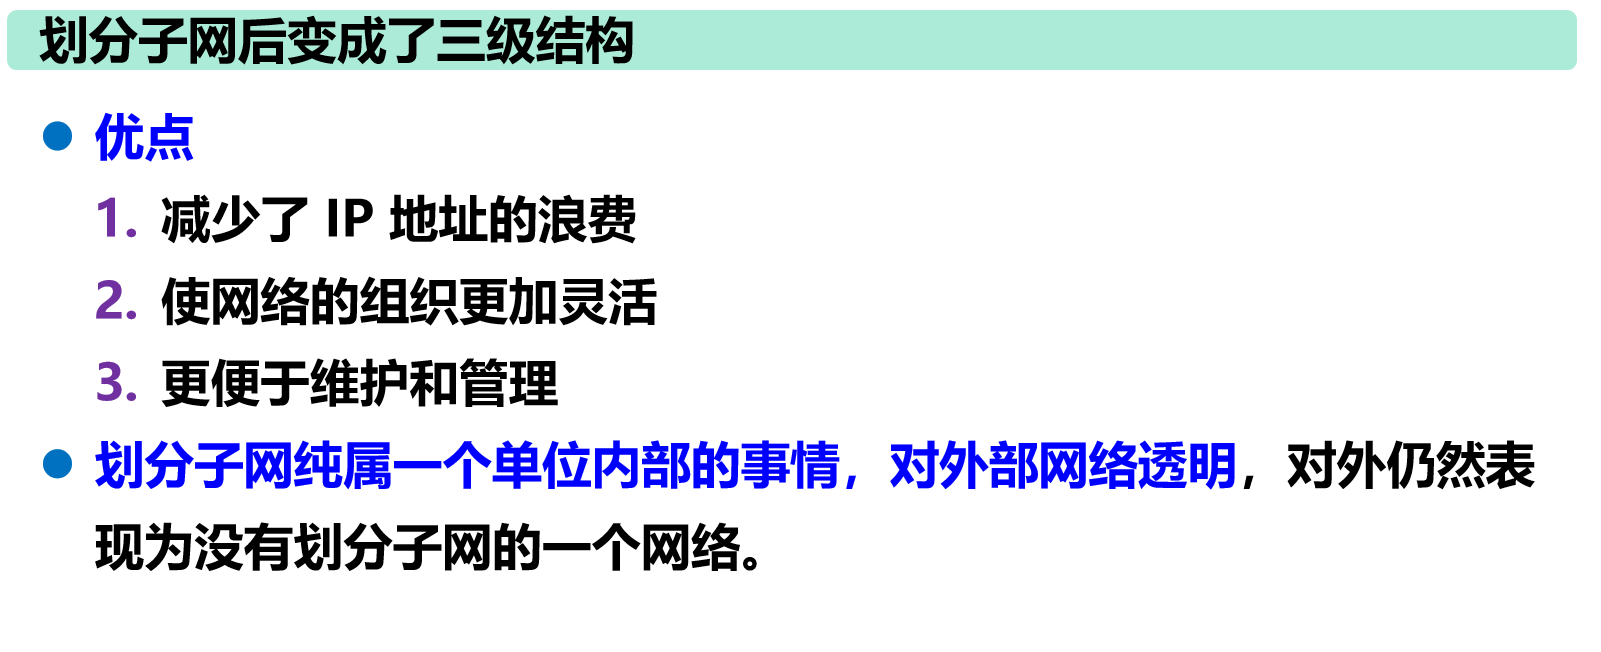 划分子网后变成了三级结构
优点
1. 减少了 IP 地址的浪费
2. 使网络的组织更加灵活
3. 更便于维护和管理
划分子网纯属一个单位内部的事情，对外部网络透明，对外仍然表
现为没有划分子网的一个网络。